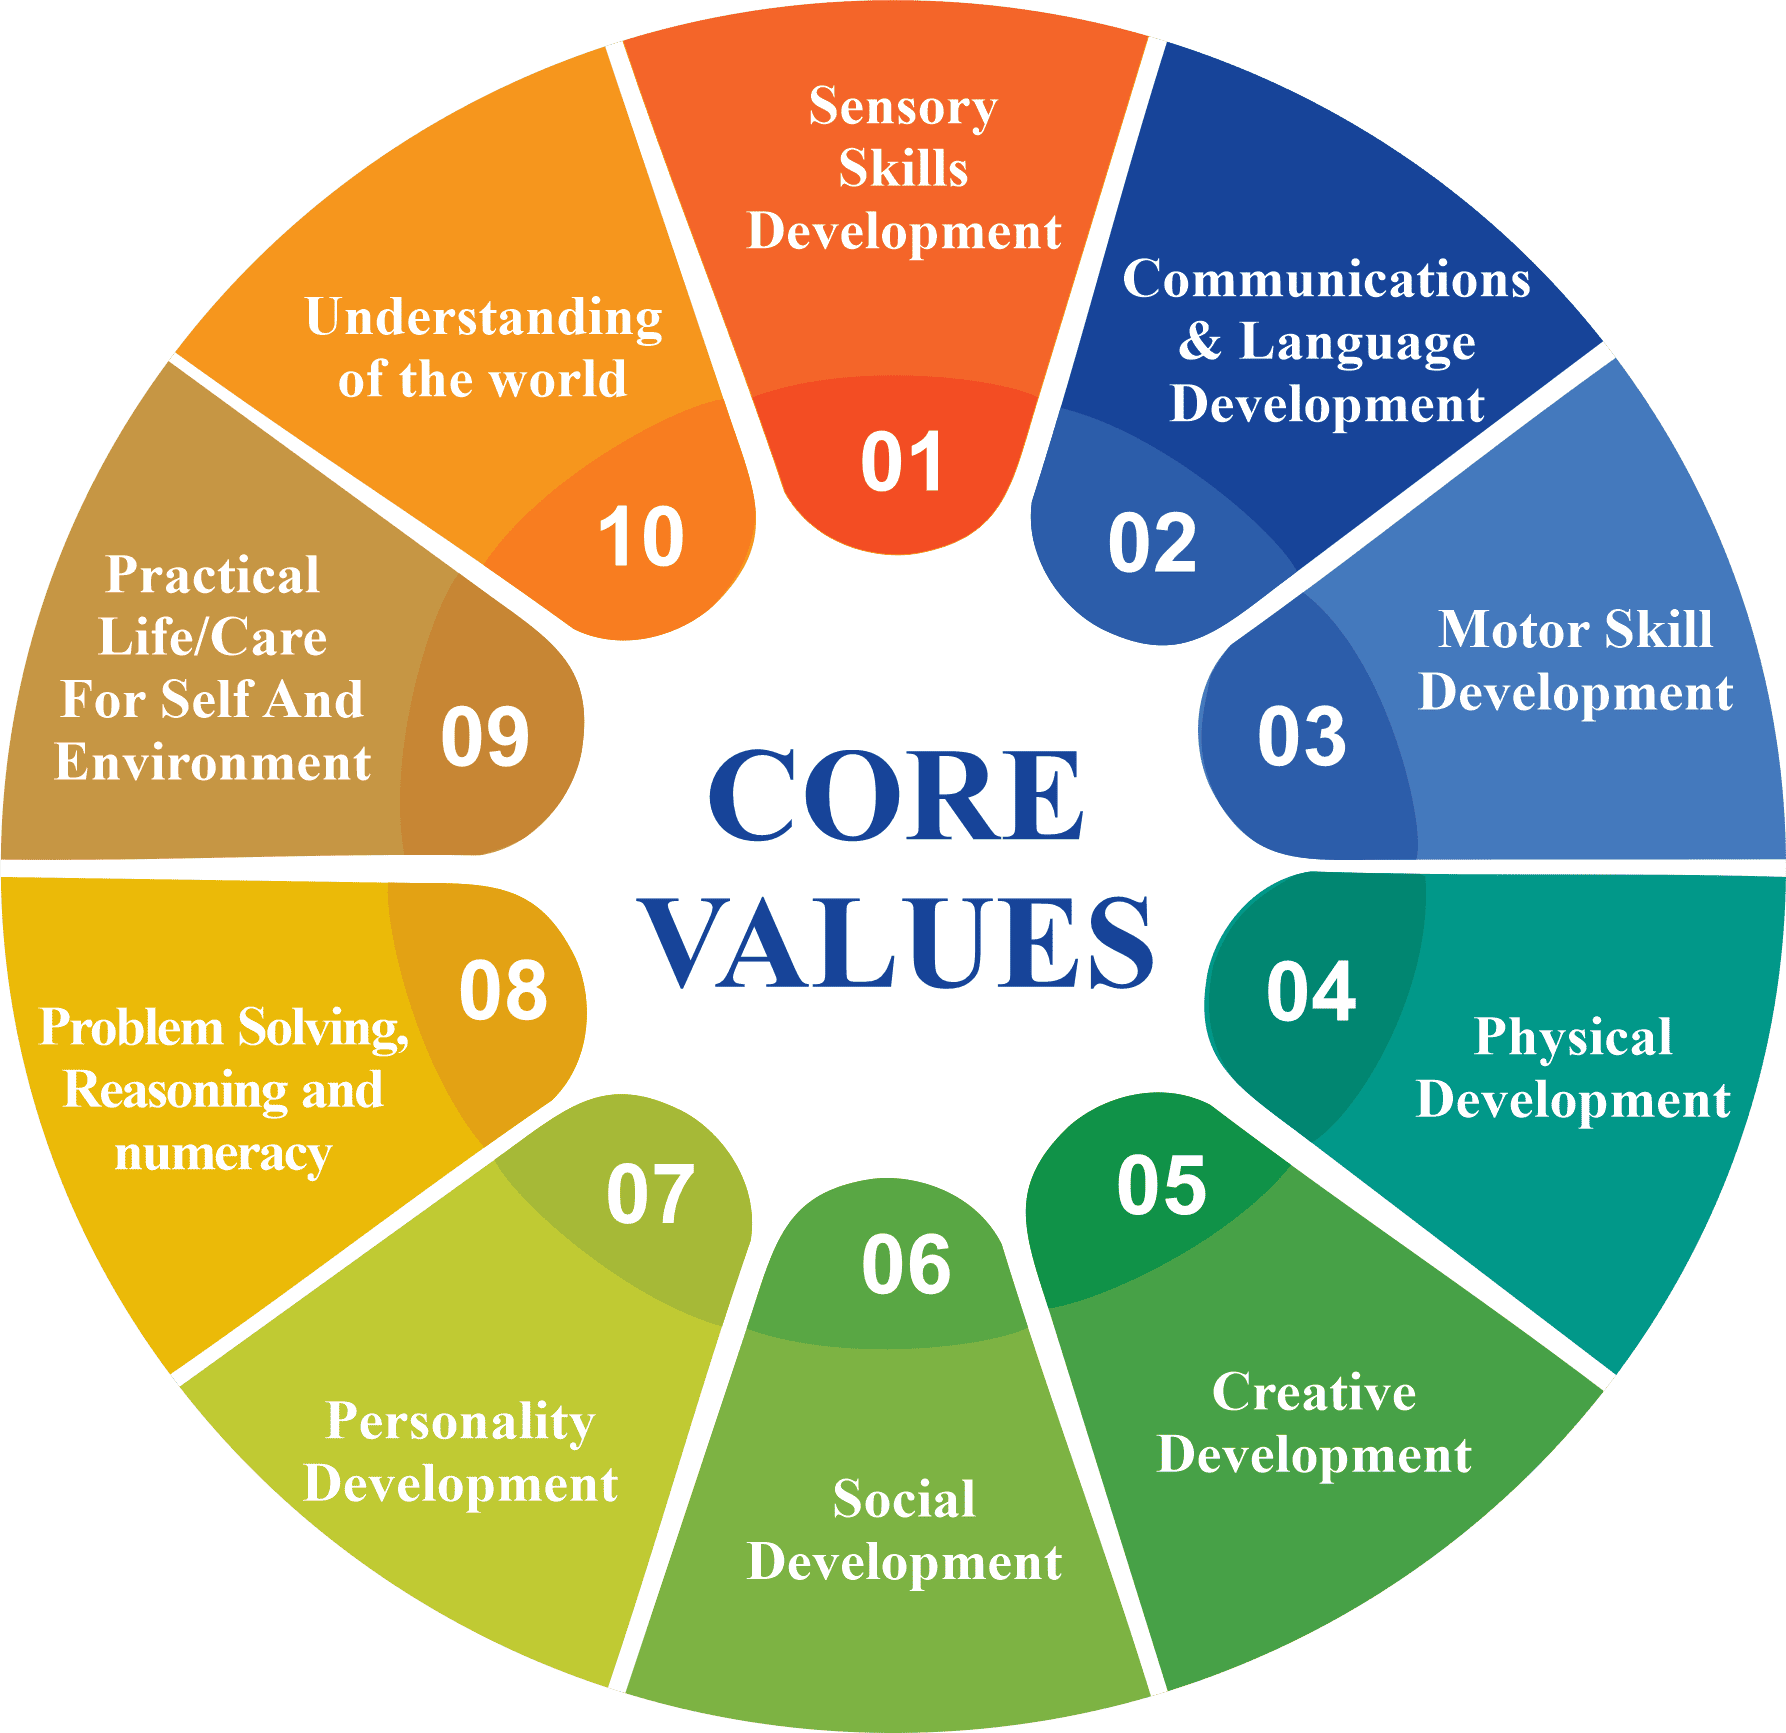 CORE
VALUES
01
Sensory
Skills
Development
02
Communications
& Language
Development
03
Motor Skill
Development
04
Physical
Development
05
Creative
Development
06
Social
Development
07
Personality
Development
08
Problem Solving,
Reasoning and
numeracy
09
Practical
Life/Care
For Self And
Environment
10
Understanding
of the world